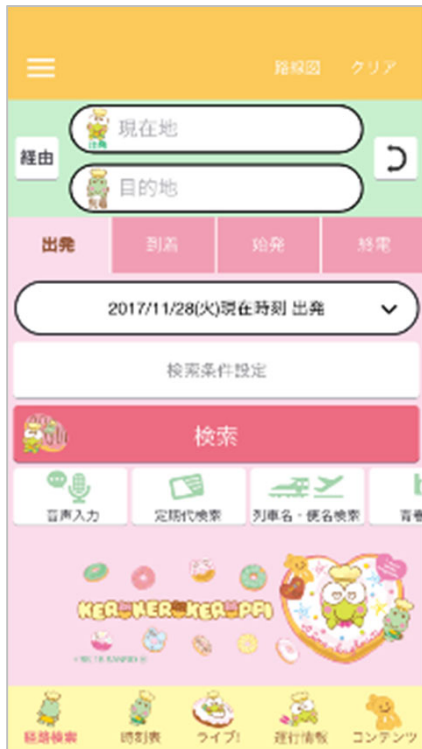 路線図 クリア
現在地
経由
目的地
出発 到着 始発 終電
2017/11/28(火)現在時刻 出発
検索条件設定
検索
音声入力 定期代検索 列車名・便名検索
KEROKEROKEROPPI
経路検索 時刻表 ライブ! 運行情報 コンテンツ